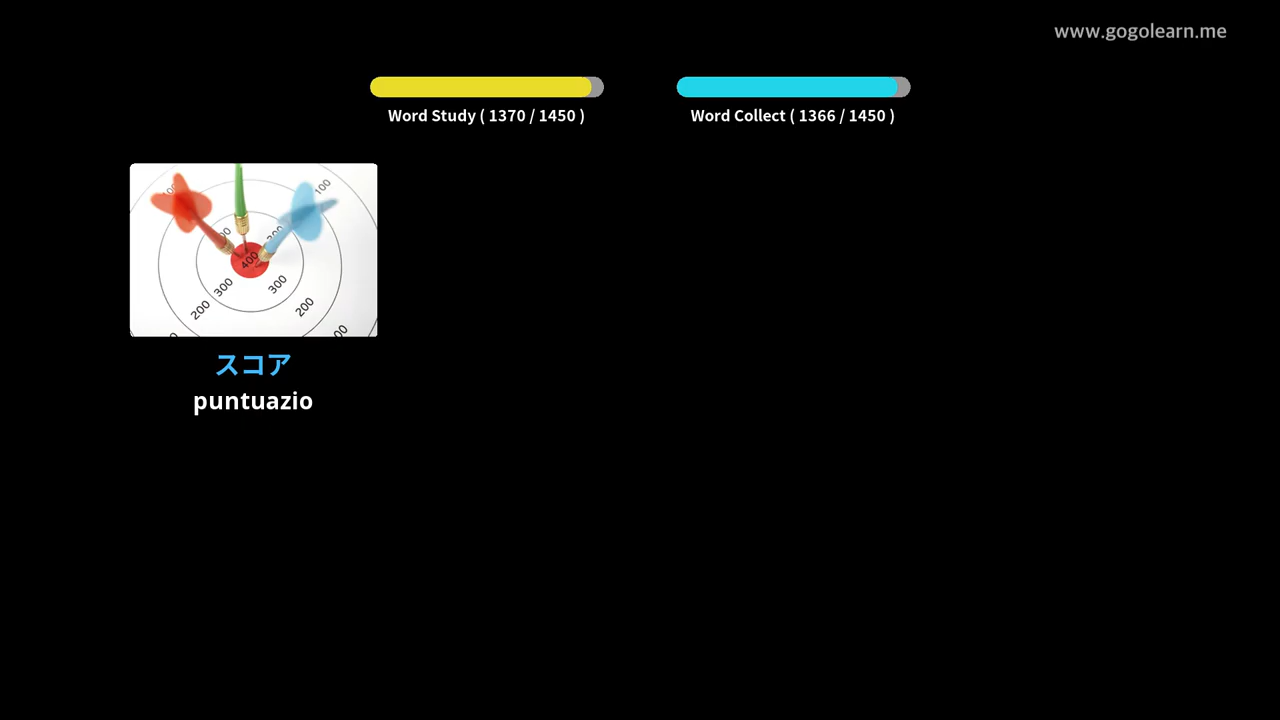 www.gogolearn.me
Word Study ( 1370 / 1450 )
Word Collect ( 1366 / 1450 )
100
400
300
300
200
200
スコア
puntuazio